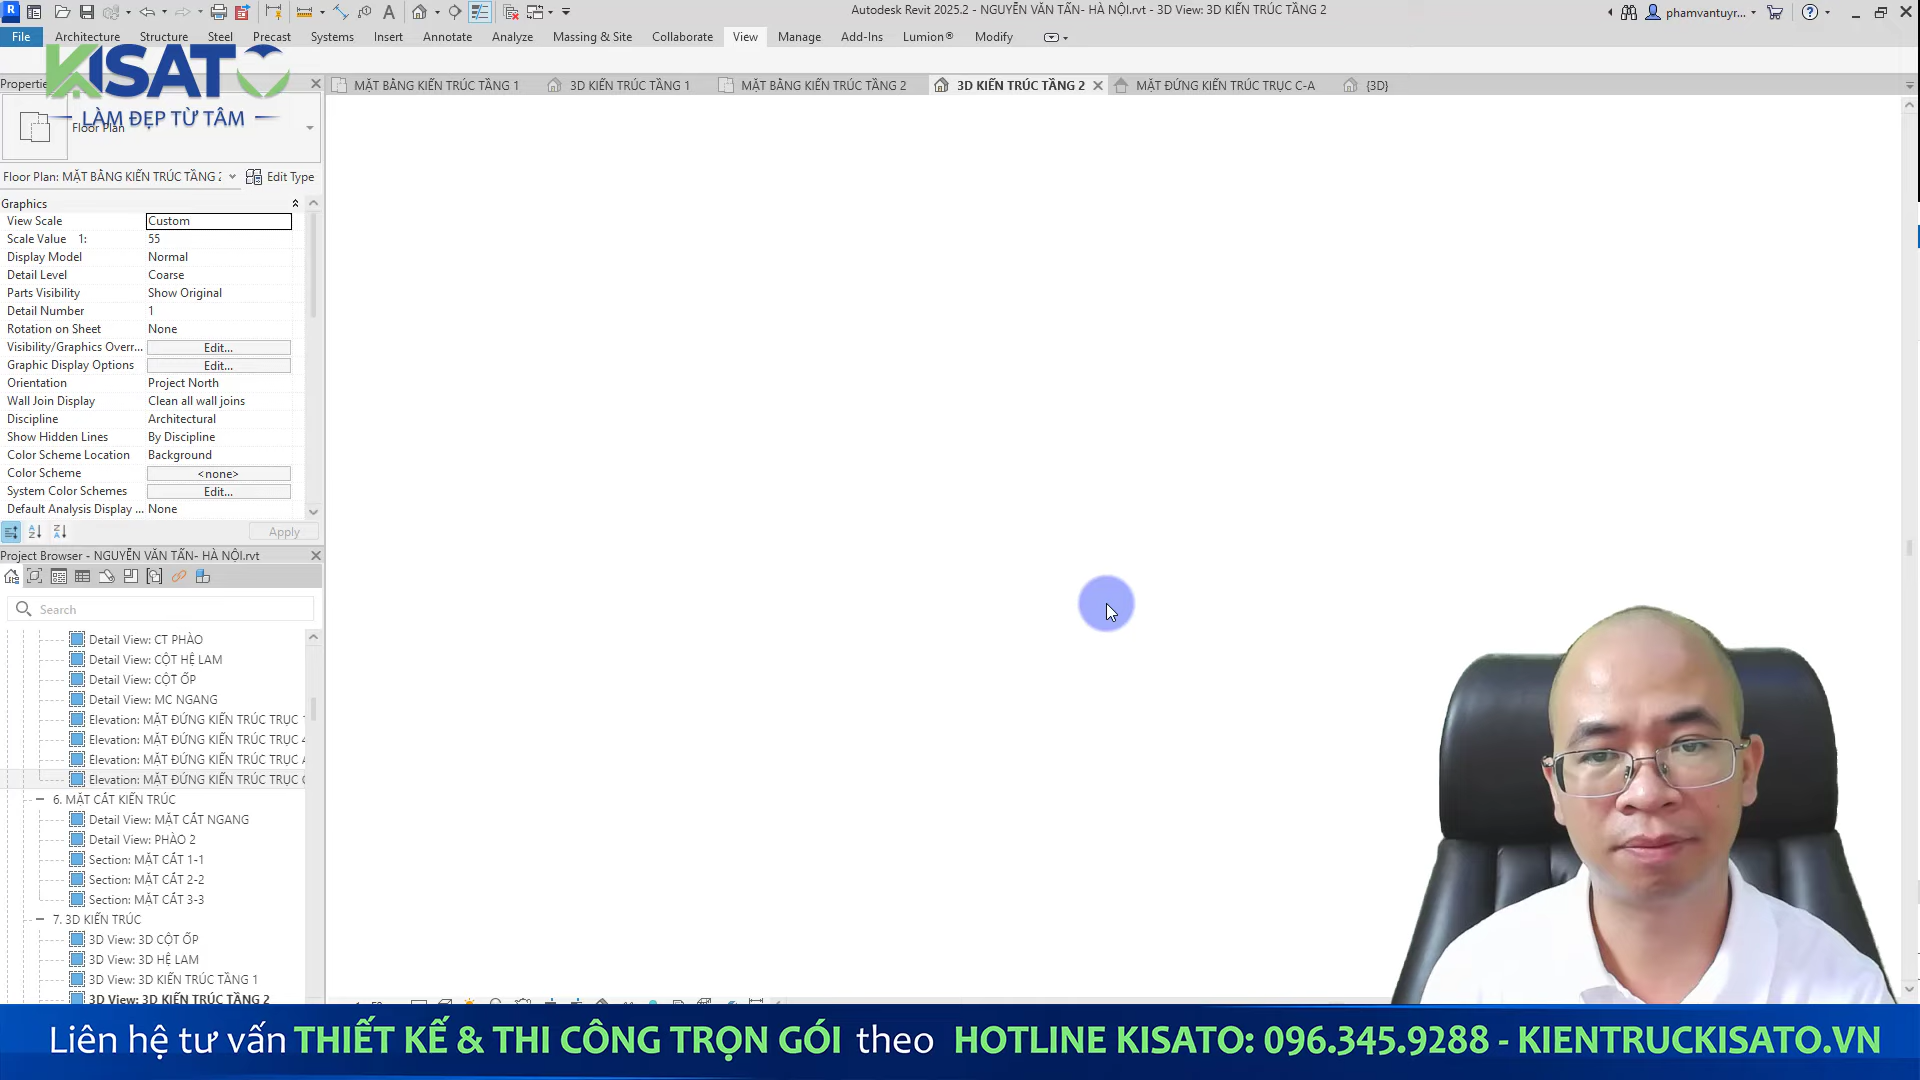 Autodesk Revit 2025.2 - NGUYỄN VĂN TẤN- HÀ NỘI.rvt - 3D View: 3D KIẾN TRÚC TẦNG 2
phamvantuyr...
File Architecture Structure Steel Precast Systems Insert Annotate Analyze Massing & Site Collaborate View Manage Add-Ins Lumion® Modify
KISATO
LÀM ĐẸP TỪ TÂM
Properties
MẶT BẰNG KIẾN TRÚC TẦNG 1
3D KIẾN TRÚC TẦNG 1
MẶT BẰNG KIẾN TRÚC TẦNG 2
3D KIẾN TRÚC TẦNG 2
MẶT ĐỨNG KIẾN TRÚC TRỤC C-A
{3D}
Floor Plan
Floor Plan: MẶT BẰNG KIẾN TRÚC TẦNG 2
Edit Type
Graphics
View Scale Custom
Scale Value 1: 55
Display Model Normal
Detail Level Coarse
Parts Visibility Show Original
Detail Number 1
Rotation on Sheet None
Visibility/Graphics Overr... Edit...
Graphic Display Options Edit...
Orientation Project North
Wall Join Display Clean all wall joins
Discipline Architectural
Show Hidden Lines By Discipline
Color Scheme Location Background
Color Scheme <none>
System Color Schemes Edit...
Default Analysis Display ... None
Apply
Project Browser - NGUYỄN VĂN TẤN- HÀ NỘI.rvt
Search
Detail View: CT PHÀO
Detail View: CỘT HỆ LAM
Detail View: CỘT ỐP
Detail View: MC NGANG
Elevation: MẶT ĐỨNG KIẾN TRÚC TRỤC 1
Elevation: MẶT ĐỨNG KIẾN TRÚC TRỤC 4
Elevation: MẶT ĐỨNG KIẾN TRÚC TRỤC A
Elevation: MẶT ĐỨNG KIẾN TRÚC TRỤC C
6. MẶT CẮT KIẾN TRÚC
Detail View: MẶT CẮT NGANG
Detail View: PHÀO 2
Section: MẶT CẮT 1-1
Section: MẶT CẮT 2-2
Section: MẶT CẮT 3-3
7. 3D KIẾN TRÚC
3D View: 3D CỘT ỐP
3D View: 3D HỆ LAM
3D View: 3D KIẾN TRÚC TẦNG 1
3D View: 3D KIẾN TRÚC TẦNG 2
Liên hệ tư vấn THIẾT KẾ & THI CÔNG TRỌN GÓI theo HOTLINE KISATO: 096.345.9288 - KIENTRUCKISATO.VN